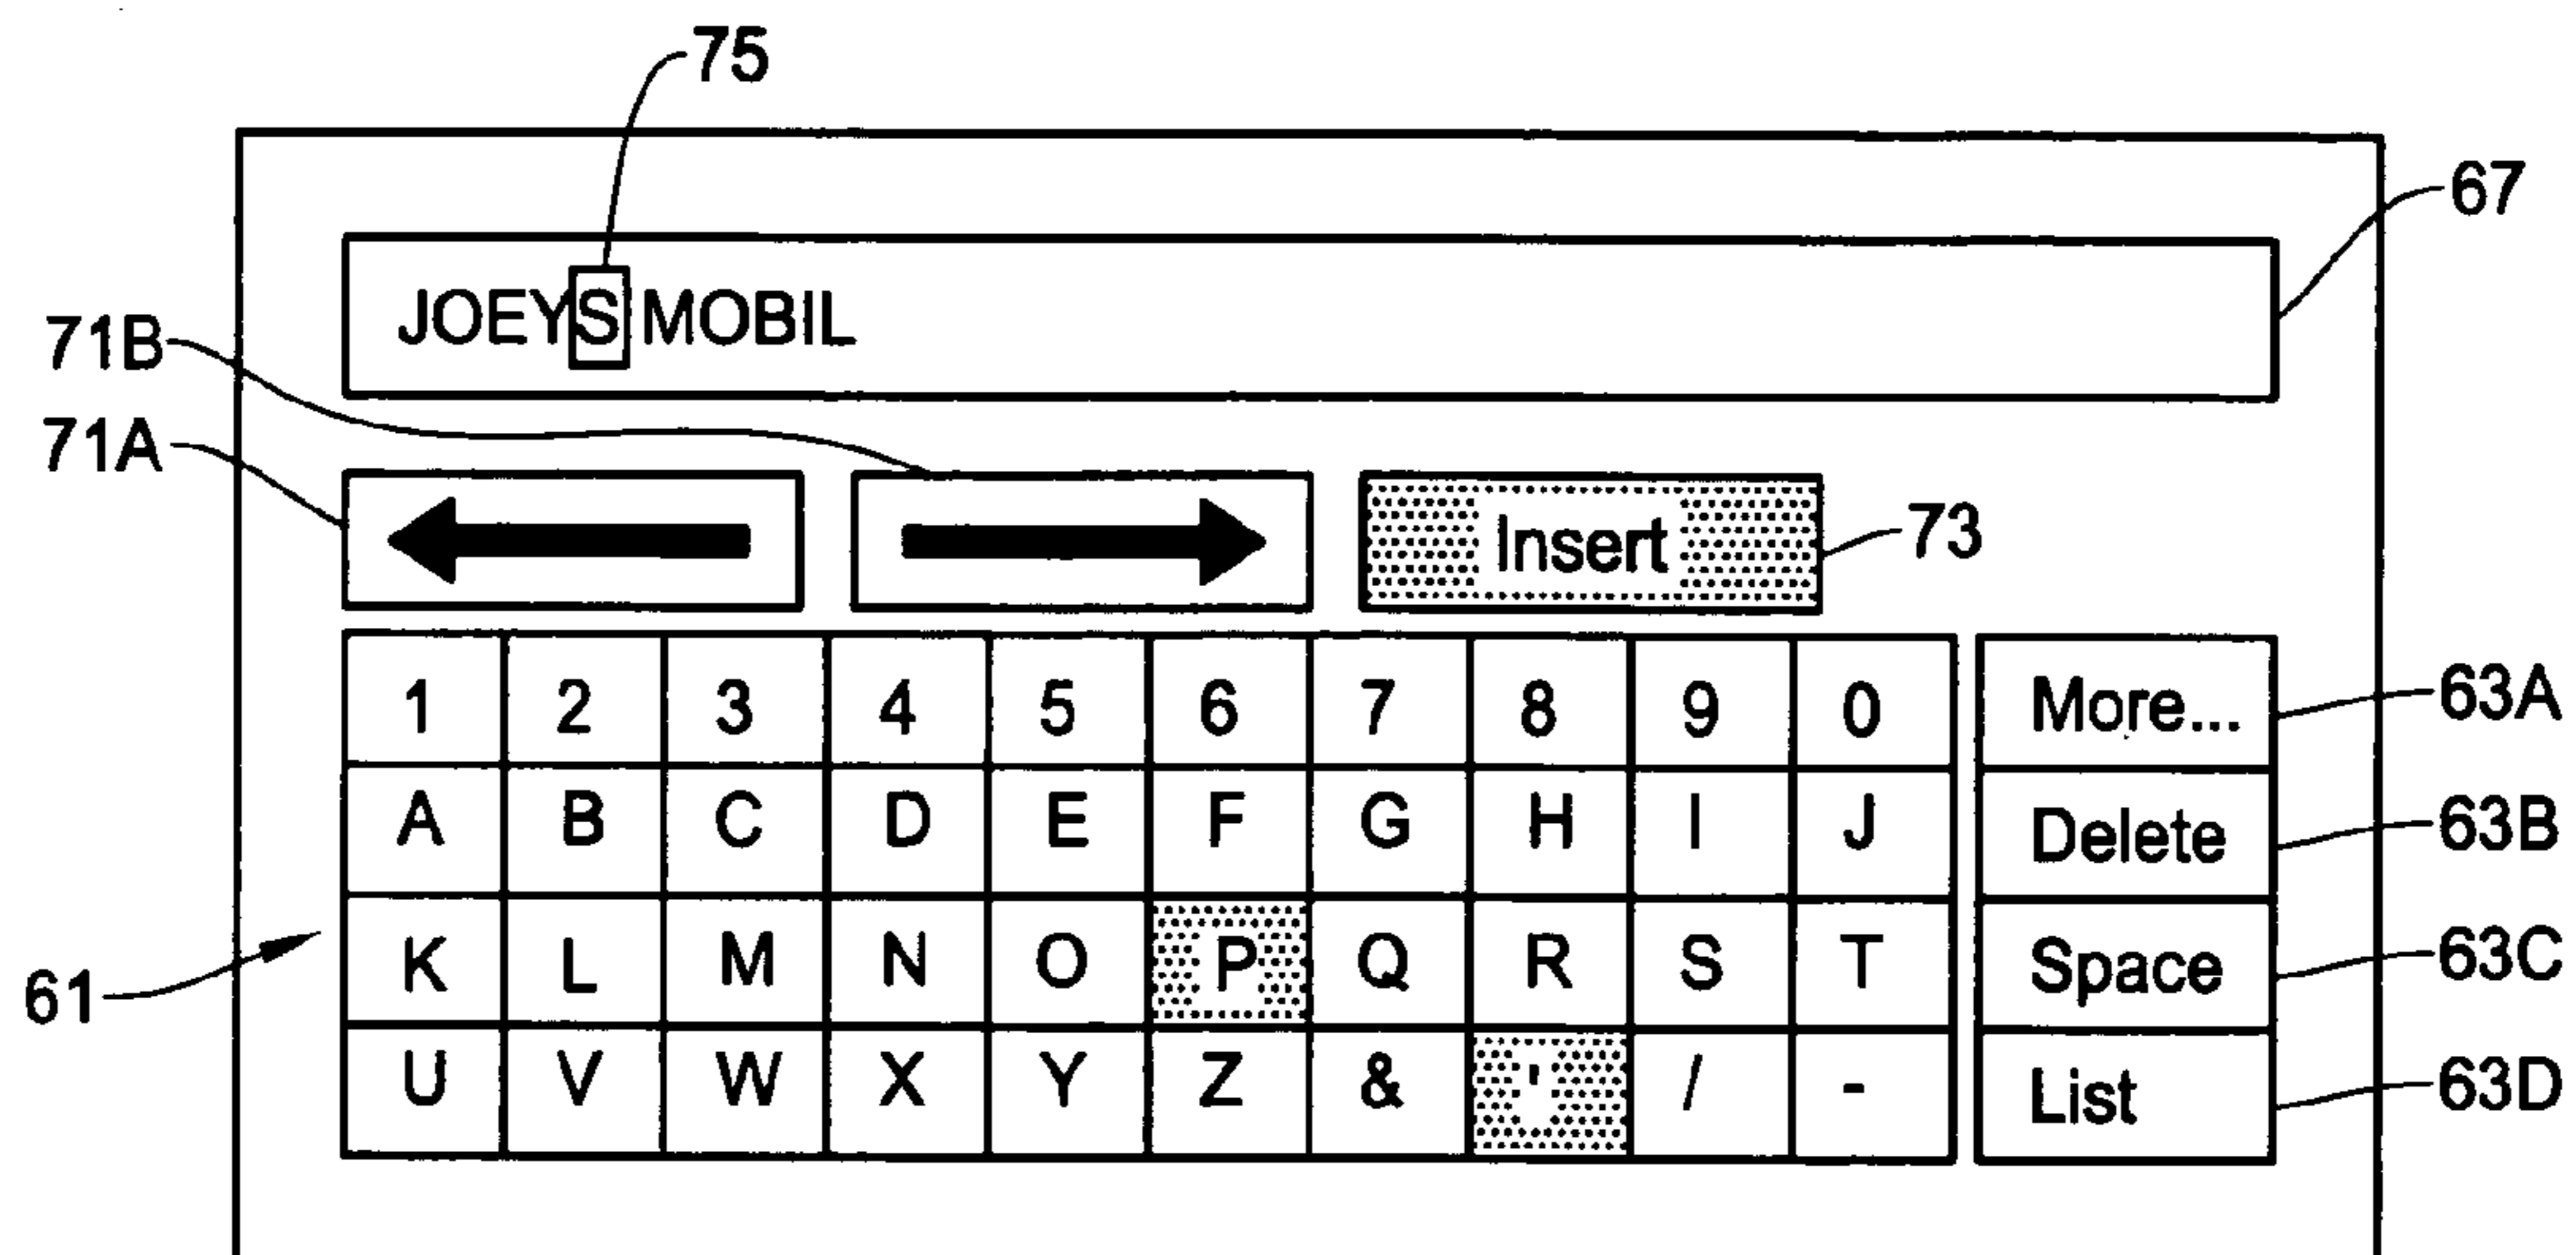 75
67
JOEYS MOBIL
71B
71A
Insert
73
1 2 3 4 5 6 7 8 9 0 More... 63A
A B C D E F G H I J Delete 63B
K L M N O P Q R S T Space 63C
61
U V W X Y Z & ' / - List 63D